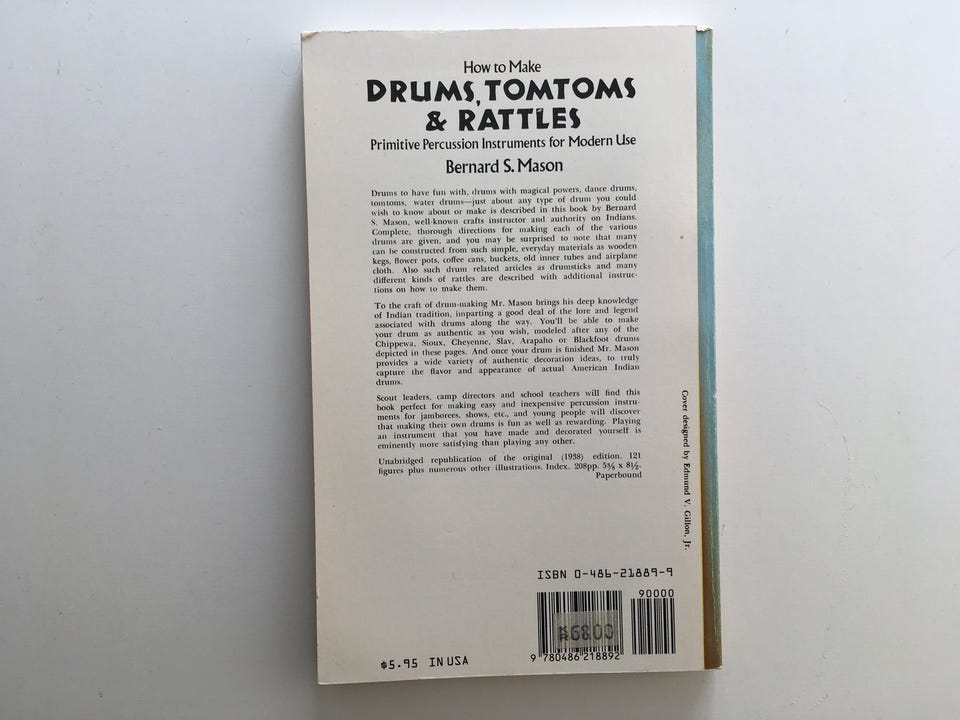 How to Make
DRUMS, TOMTOMS
& RATTLES
Primitive Percussion Instruments for Modern Use
Bernard S. Mason
Drums to have fun with, drums with magical powers, dance drums,
tomtoms, water drums—just about any type of drum you could
wish to know about or make is described in this book by Bernard
S. Mason, well-known crafts instructor and authority on Indians.
Complete, thorough directions for making each of the various
drums are given, and you may be surprised to note that many
can be constructed from such simple, everyday materials as wooden
kegs, flower pots, coffee cans, buckets, old inner tubes and airplane
cloth. Also such drum related articles as drumsticks and many
different kinds of rattles are described with additional instruc-
tions on how to make them.
To the craft of drum-making Mr. Mason brings his deep knowledge
of Indian tradition, imparting a good deal of the lore and legend
associated with drums along the way. You'll be able to make
your drum as authentic as you wish, modeled after any of the
Chippewa, Sioux, Cheyenne, Slav, Arapaho or Blackfoot drums
depicted in these pages. And once your drum is finished Mr. Mason
provides a wide variety of authentic decoration ideas, to truly
capture the flavor and appearance of actual American Indian
drums.
Scout leaders, camp directors and school teachers will find this
book perfect for making easy and inexpensive percussion instru-
ments for jamborees, shows, etc., and young people will discover
that making their own drums is fun as well as rewarding. Playing
an instrument that you have made and decorated yourself is
eminently more satisfying than playing any other.
Unabridged republication of the original (1938) edition. 121
figures plus numerous other illustrations. Index. 208pp. 5⅜ x 8½.
Paperbound
Cover designed by Edmund V. Gillon, Jr.
ISBN 0-486-21889-9
90000
KR 68.00
9 780486 218892
$5.95 IN USA